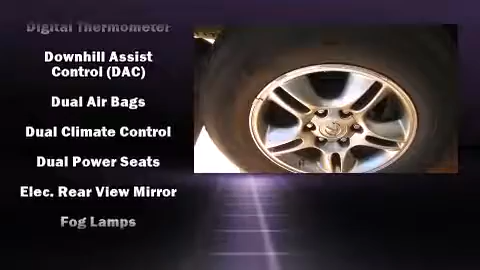 Digital Thermometer
Downhill Assist
Control (DAC)
Dual Air Bags
Dual Climate Control
Dual Power Seats
Elec. Rear View Mirror
Fog Lamps